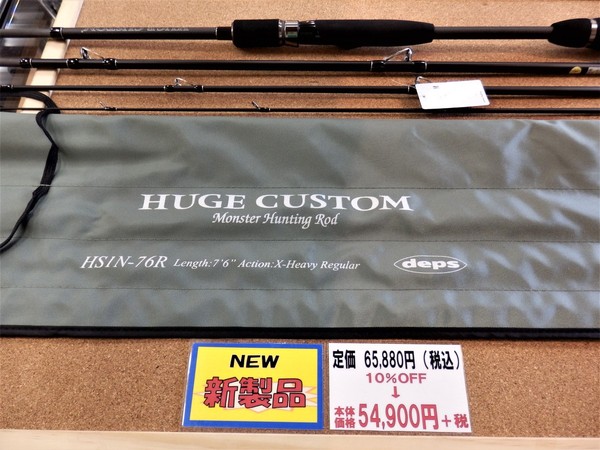 HUGE CUSTOM
Monster Hunting Rod
HS1N-76R Length:7'6" Action:X-Heavy Regular
deps
NEW
新製品
定価 65,880円（税込）
10%OFF
↓
本体価格 54,900円+税